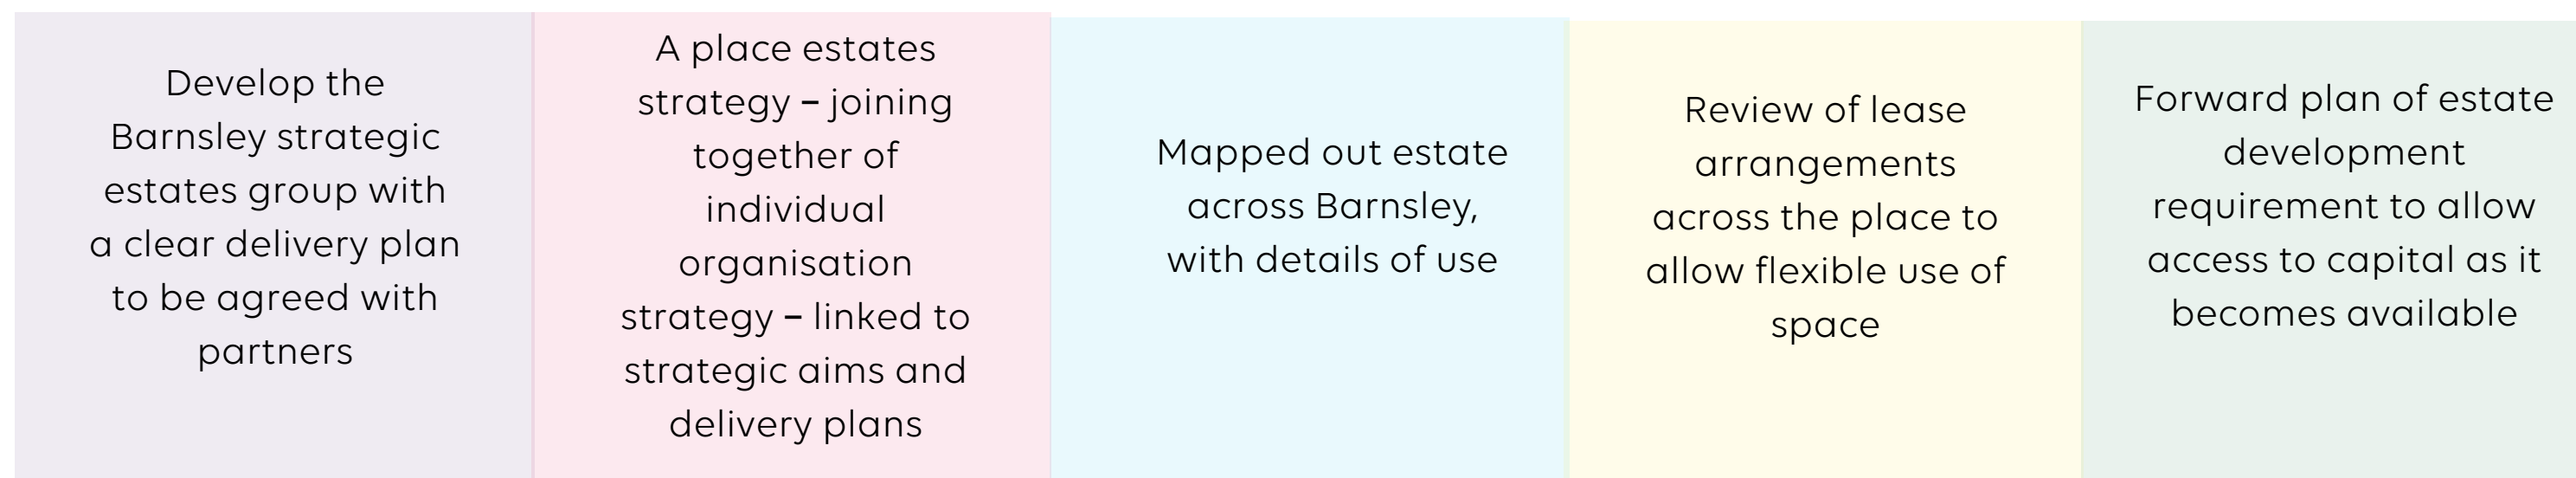 Develop the
Barnsley strategic
estates group with
a clear delivery plan
to be agreed with
partners
A place estates
strategy – joining
together of
individual
organisation
strategy – linked to
strategic aims and
delivery plans
Mapped out estate
across Barnsley,
with details of use
Review of lease
arrangements
across the place to
allow flexible use of
space
Forward plan of estate
development
requirement to allow
access to capital as it
becomes available